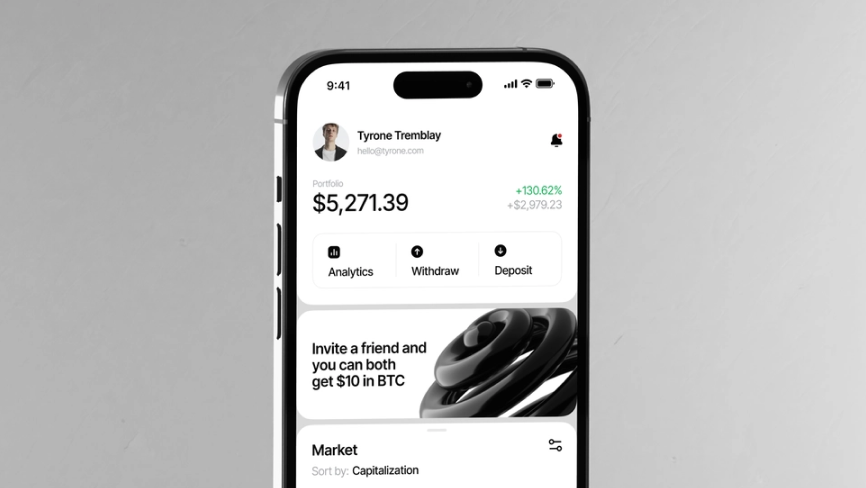 9:41
Tyrone Tremblay
hello@tyrone.com
Portfolio
$5,271.39
+130.62%
+$2,979.23
Analytics
Withdraw
Deposit
Invite a friend and
you can both
get $10 in BTC
Market
Sort by: Capitalization